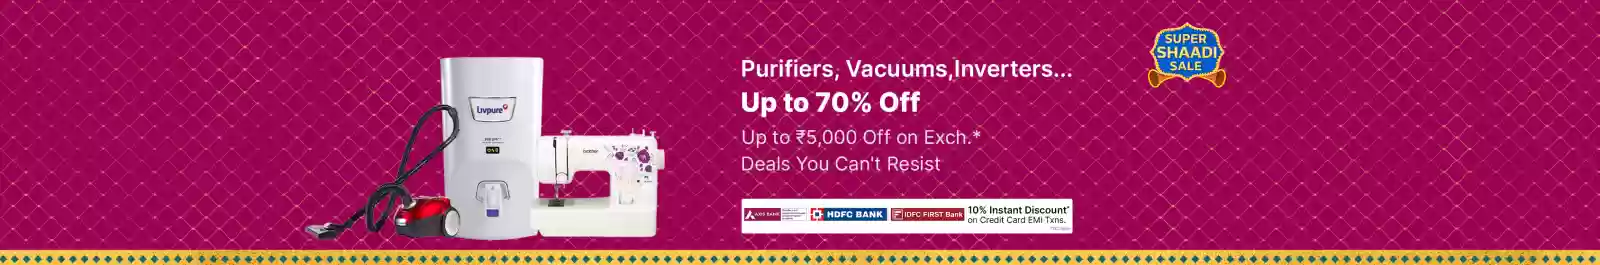 SUPER
SHAADI
SALE
Purifiers, Vacuums,Inverters...
Up to 70% Off
Up to ₹5,000 Off on Exch.*
Deals You Can't Resist
AXIS BANK
HDFC BANK
IDFC FIRST Bank
10% Instant Discount*
on Credit Card EMI Txns.
Livpure
brother